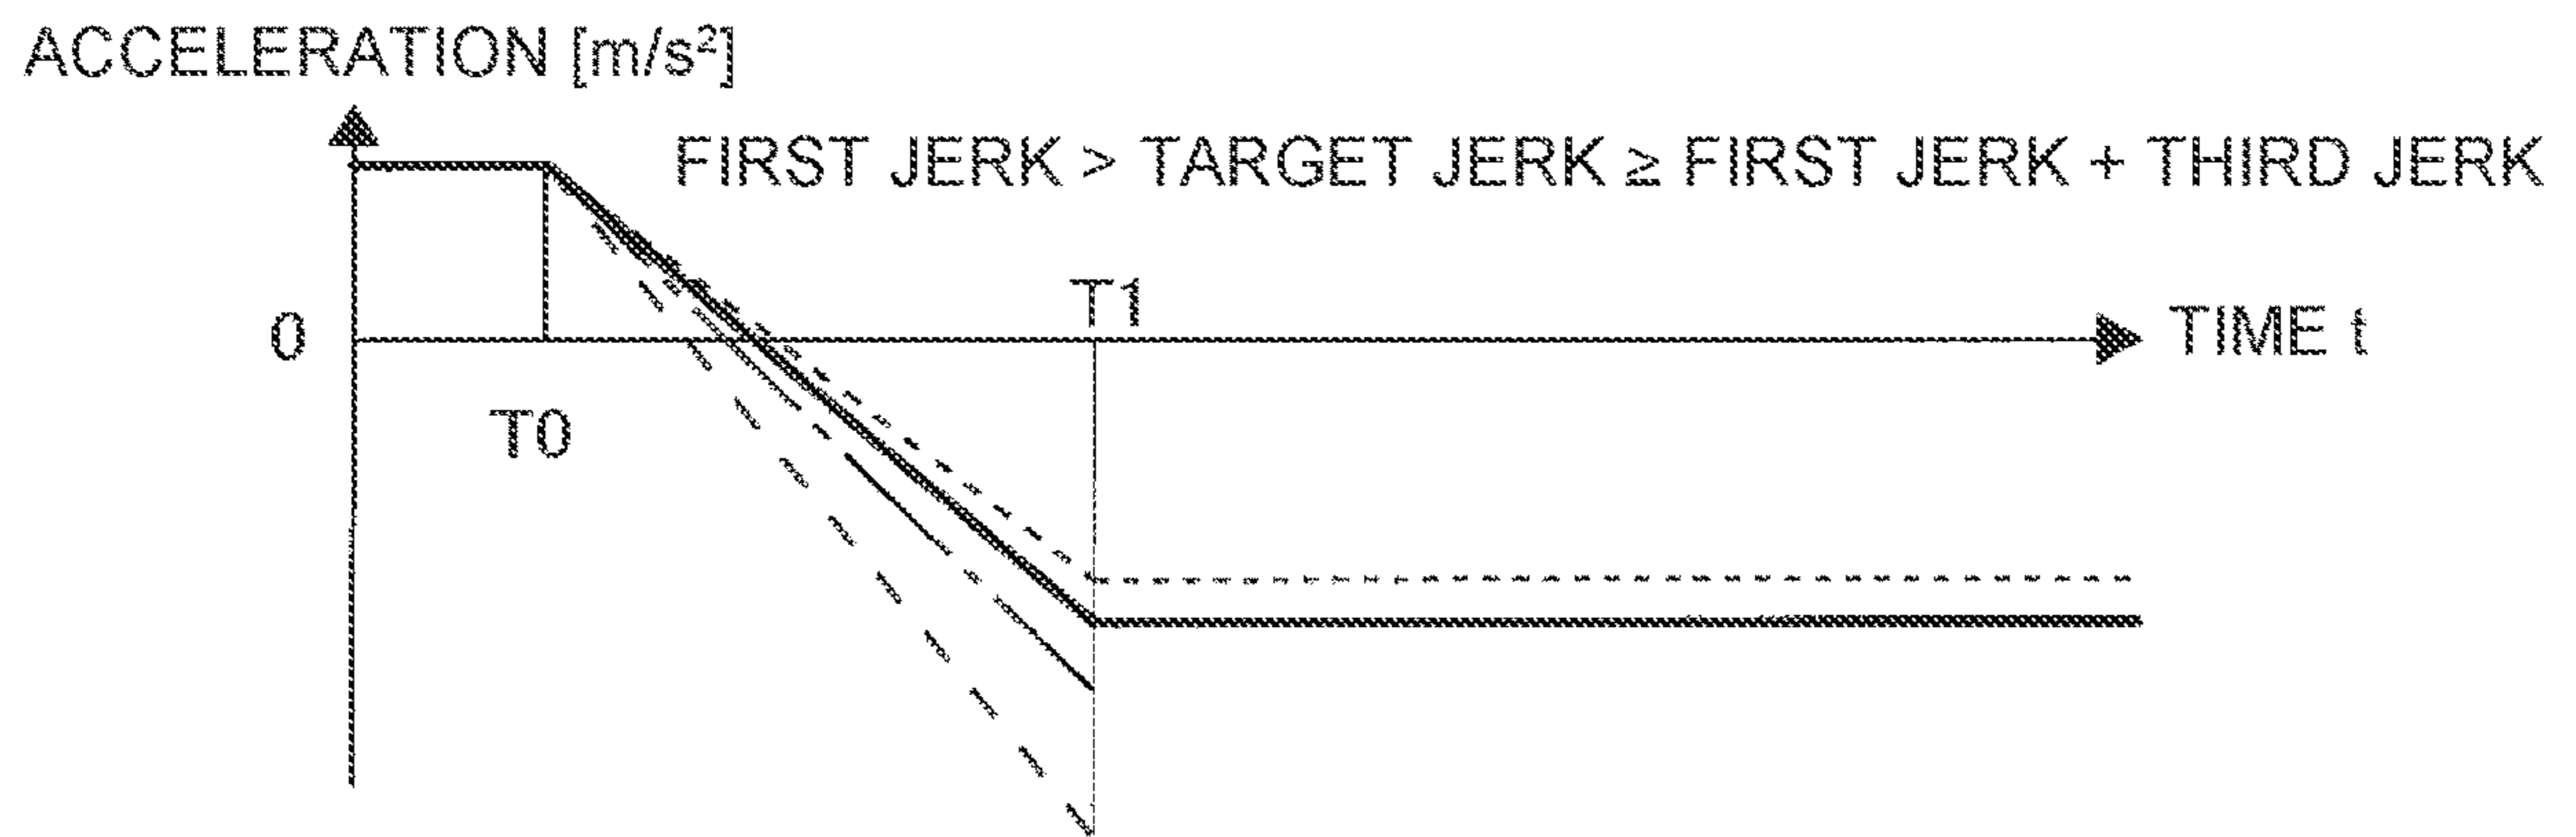 ACCELERATION [m/s²]
FIRST JERK > TARGET JERK ≥ FIRST JERK + THIRD JERK
T1
0
TIME t
T0